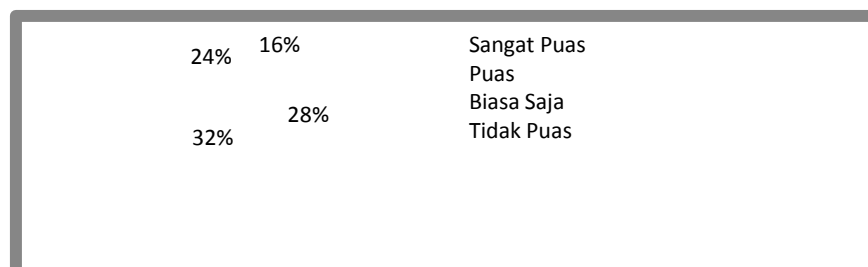 24%
16%
28%
32%
Sangat Puas
Puas
Biasa Saja
Tidak Puas